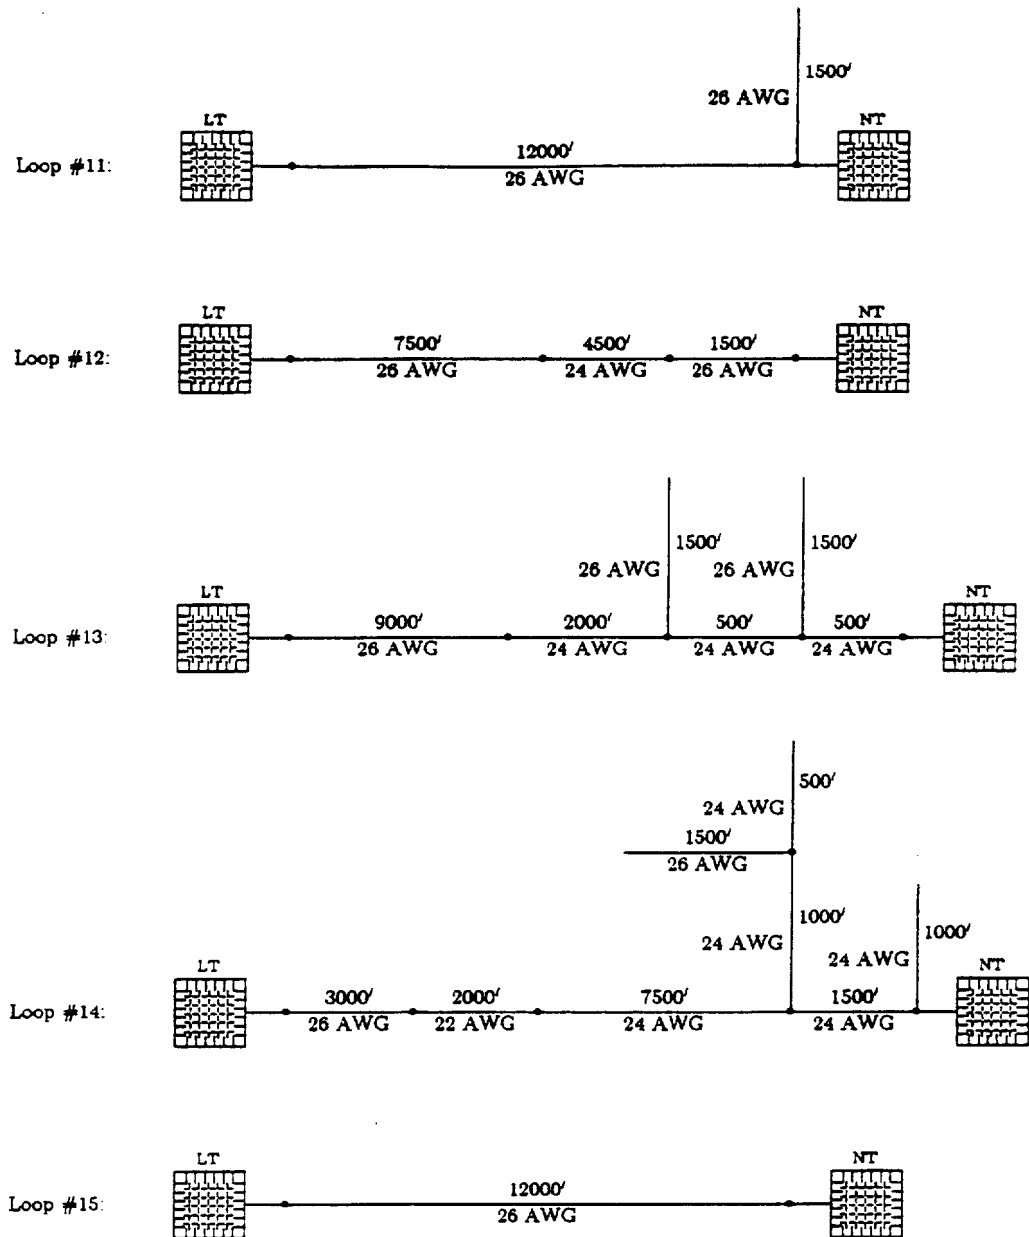 1500′
26 AWG
LT
NT
Loop #11:
12000′
26 AWG
LT
NT
Loop #12:
7500′
4500′
1500′
26 AWG
24 AWG
26 AWG
1500′
1500′
26 AWG
26 AWG
LT
NT
Loop #13:
9000′
2000′
500′
500′
26 AWG
24 AWG
24 AWG
24 AWG
500′
24 AWG
1500′
26 AWG
1000′
24 AWG
1000′
24 AWG
LT
NT
Loop #14:
3000′
2000′
7500′
1500′
26 AWG
22 AWG
24 AWG
24 AWG
LT
NT
Loop #15:
12000′
26 AWG